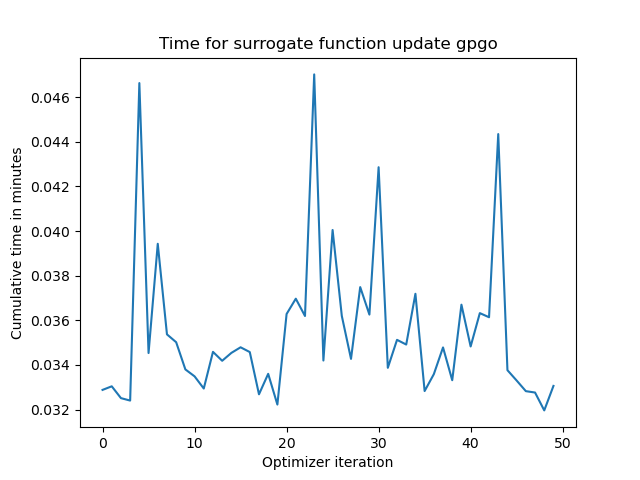 Time for surrogate function update gpgo
0.046
0.044
0.042
0.040
0.038
0.036
0.034
0.032
Cumulative time in minutes
0 10 20 30 40 50
Optimizer iteration